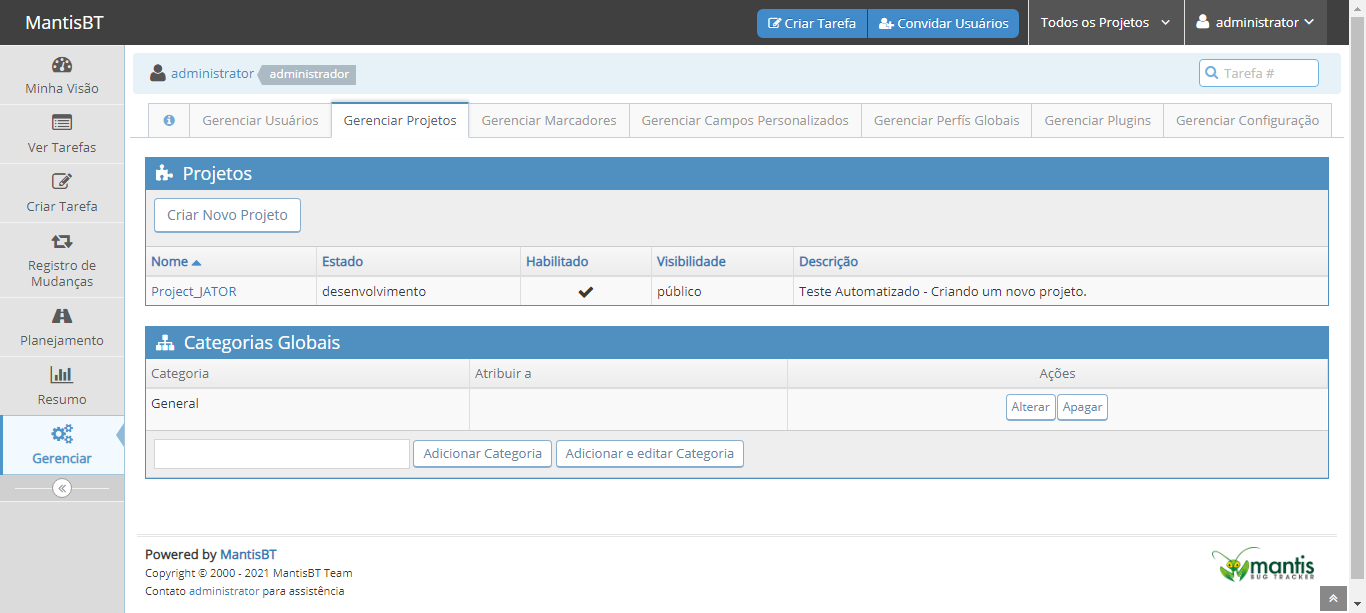 MantisBT
Criar Tarefa
Convidar Usuários
Todos os Projetos
administrator
Minha Visão
Ver Tarefas
Criar Tarefa
Registro de
Mudanças
Planejamento
Resumo
Gerenciar
administrator administrador
Tarefa #
Gerenciar Usuários
Gerenciar Projetos
Gerenciar Marcadores
Gerenciar Campos Personalizados
Gerenciar Perfís Globais
Gerenciar Plugins
Gerenciar Configuração
Projetos
Criar Novo Projeto
Nome Estado Habilitado Visibilidade Descrição
Project_JATOR desenvolvimento público Teste Automatizado - Criando um novo projeto.
Categorias Globais
Categoria Atribuir a Ações
General Alterar Apagar
Adicionar Categoria Adicionar e editar Categoria
Powered by MantisBT
Copyright © 2000 - 2021 MantisBT Team
Contato administrator para assistência
mantis
BUG TRACKER